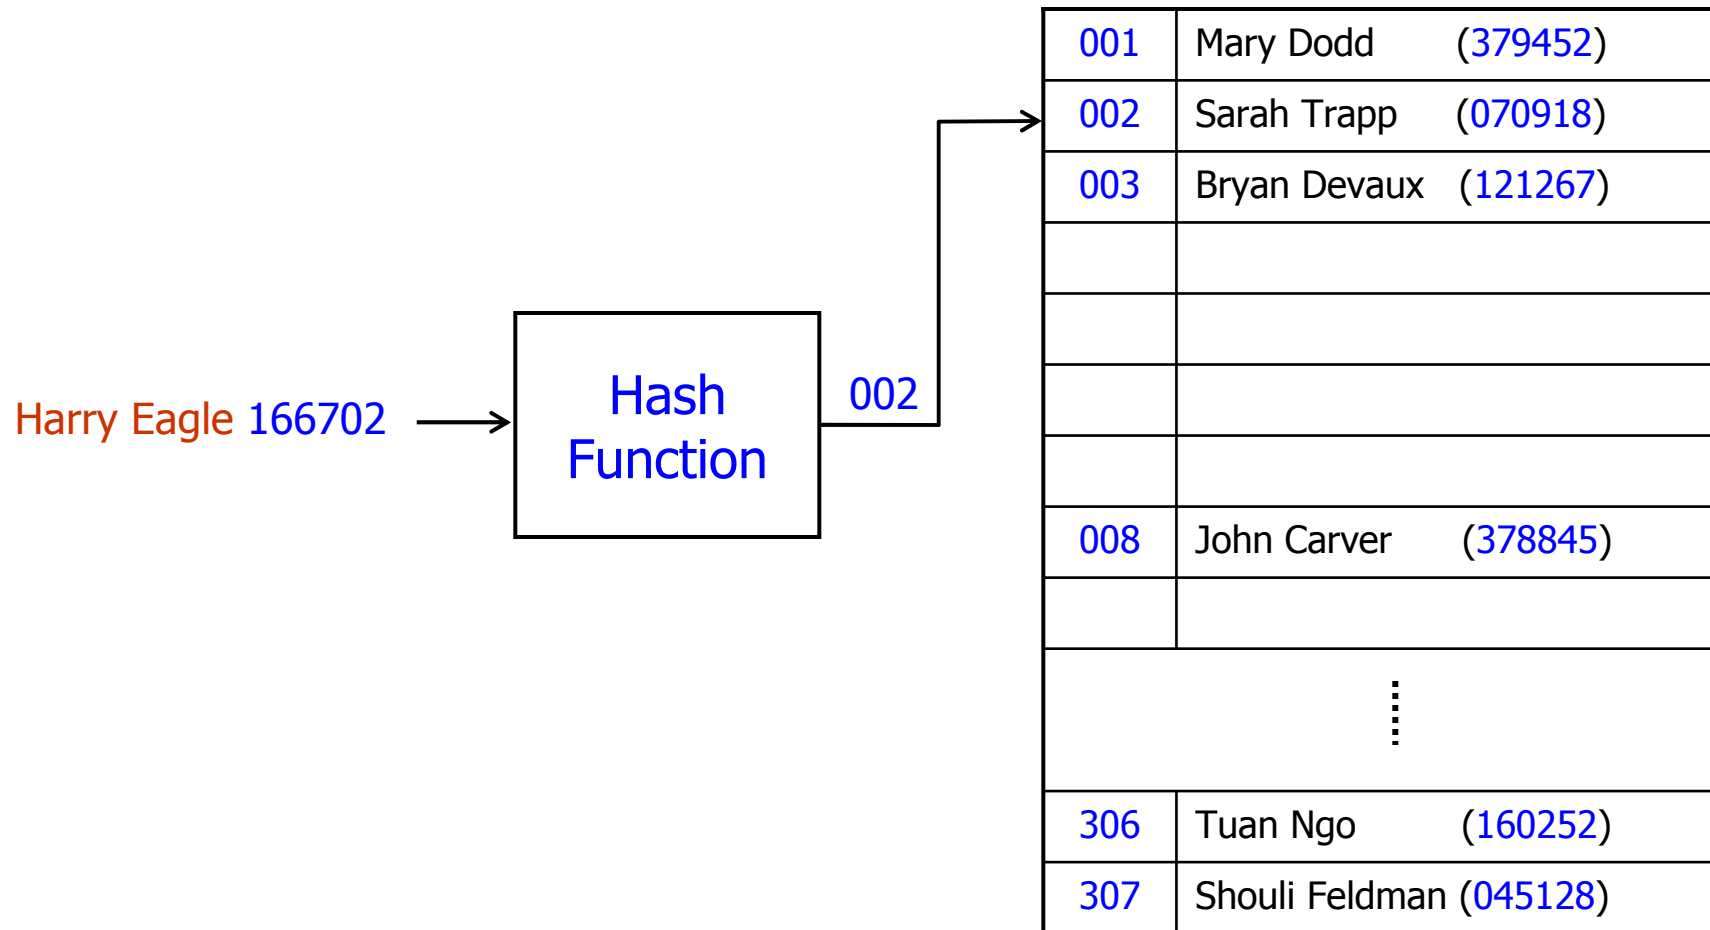 001 Mary Dodd (379452)
002 Sarah Trapp (070918)
003 Bryan Devaux (121267)
Harry Eagle 166702
Hash
Function
002
008 John Carver (378845)
306 Tuan Ngo (160252)
307 Shouli Feldman (045128)